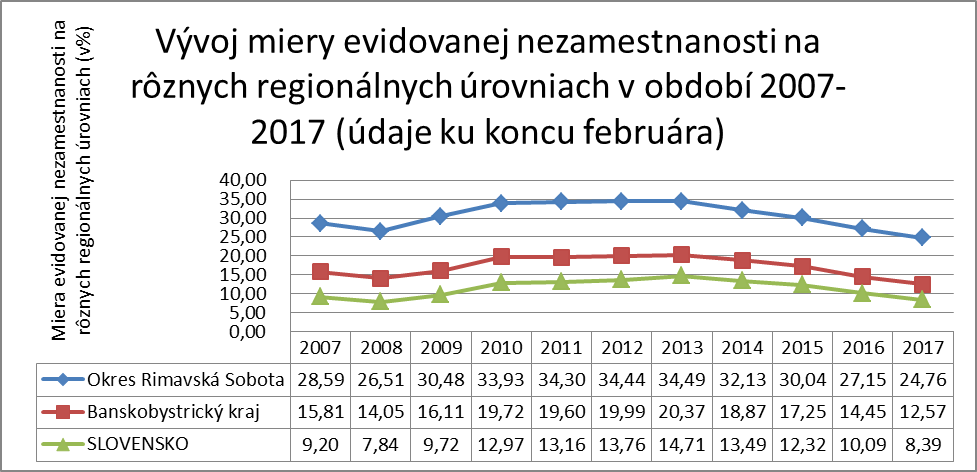 Miera evidovanej nezamestnanosti na
rôznych regionálnych úrovniach (v%)
Vývoj miery evidovanej nezamestnanosti na
rôznych regionálnych úrovniach v období 2007-
2017 (údaje ku koncu februára)
40,00
35,00
30,00
25,00
20,00
15,00
10,00
5,00
0,00
2007 2008 2009 2010 2011 2012 2013 2014 2015 2016 2017
Okres Rimavská Sobota 28,59 26,51 30,48 33,93 34,30 34,44 34,49 32,13 30,04 27,15 24,76
Banskobystrický kraj 15,81 14,05 16,11 19,72 19,60 19,99 20,37 18,87 17,25 14,45 12,57
SLOVENSKO 9,20 7,84 9,72 12,97 13,16 13,76 14,71 13,49 12,32 10,09 8,39